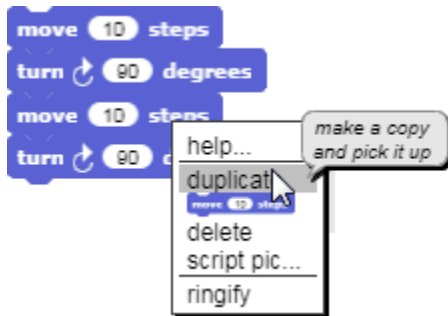 move 10 steps
turn 90 degrees
move 10 steps
turn 90 d
help...
make a copy
and pick it up
duplicat
move 10 steps
delete
script pic...
ringify